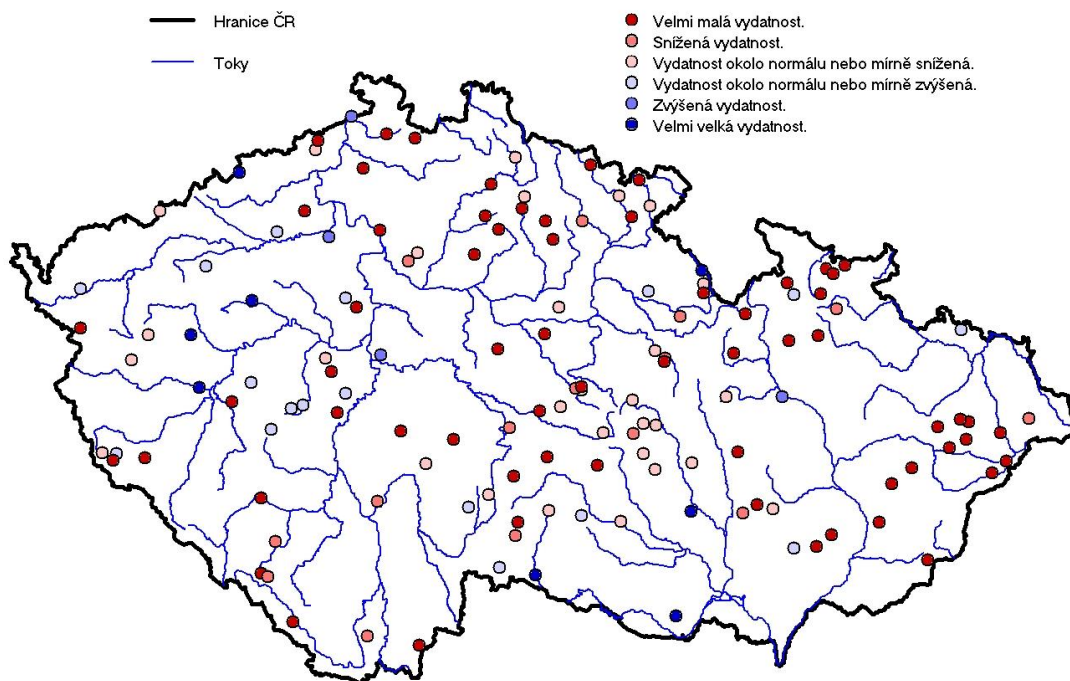 Hranice ČR
Toky
Velmi malá vydatnost.
Snížená vydatnost.
Vydatnost okolo normálu nebo mírně snížená.
Vydatnost okolo normálu nebo mírně zvýšená.
Zvýšená vydatnost.
Velmi velká vydatnost.